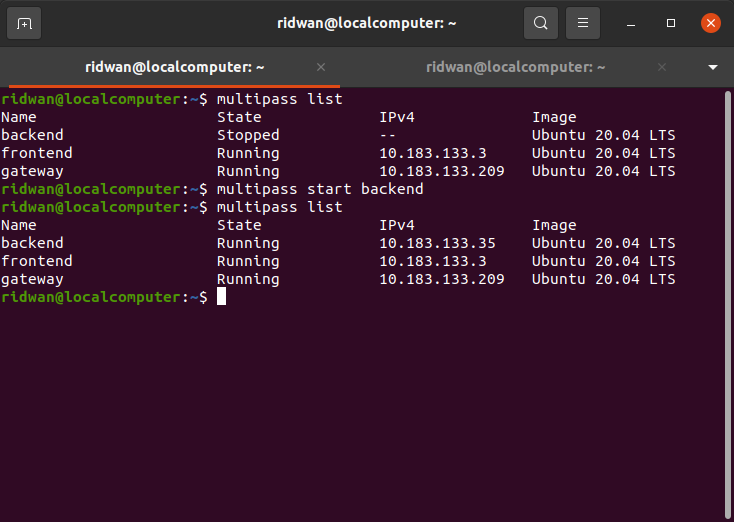 ridwan@localcomputer: ~
ridwan@localcomputer: ~ ridwan@localcomputer: ~
ridwan@localcomputer:~$ multipass list
Name State IPv4 Image
backend Stopped -- Ubuntu 20.04 LTS
frontend Running 10.183.133.3 Ubuntu 20.04 LTS
gateway Running 10.183.133.209 Ubuntu 20.04 LTS
ridwan@localcomputer:~$ multipass start backend
ridwan@localcomputer:~$ multipass list
Name State IPv4 Image
backend Running 10.183.133.35 Ubuntu 20.04 LTS
frontend Running 10.183.133.3 Ubuntu 20.04 LTS
gateway Running 10.183.133.209 Ubuntu 20.04 LTS
ridwan@localcomputer:~$